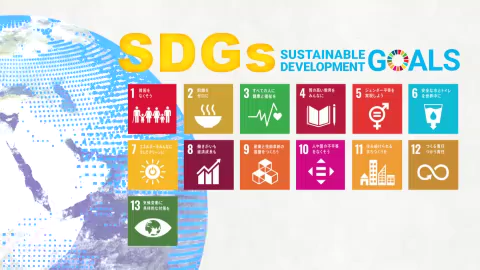 SDGs
SUSTAINABLE
DEVELOPMENT
GOALS
1 貧困を
なくそう
2 飢餓を
ゼロに
3 すべての人に
健康と福祉を
4 質の高い教育を
みんなに
5 ジェンダー平等を
実現しよう
6 安全な水とトイレ
を世界中に
7 エネルギーをみんなに
そしてクリーンに
8 働きがいも
経済成長も
9 産業と技術革新の
基盤をつくろう
10 人や国の不平等
をなくそう
11 住み続けられる
まちづくりを
12 つくる責任
つかう責任
13 気候変動に
具体的な対策を